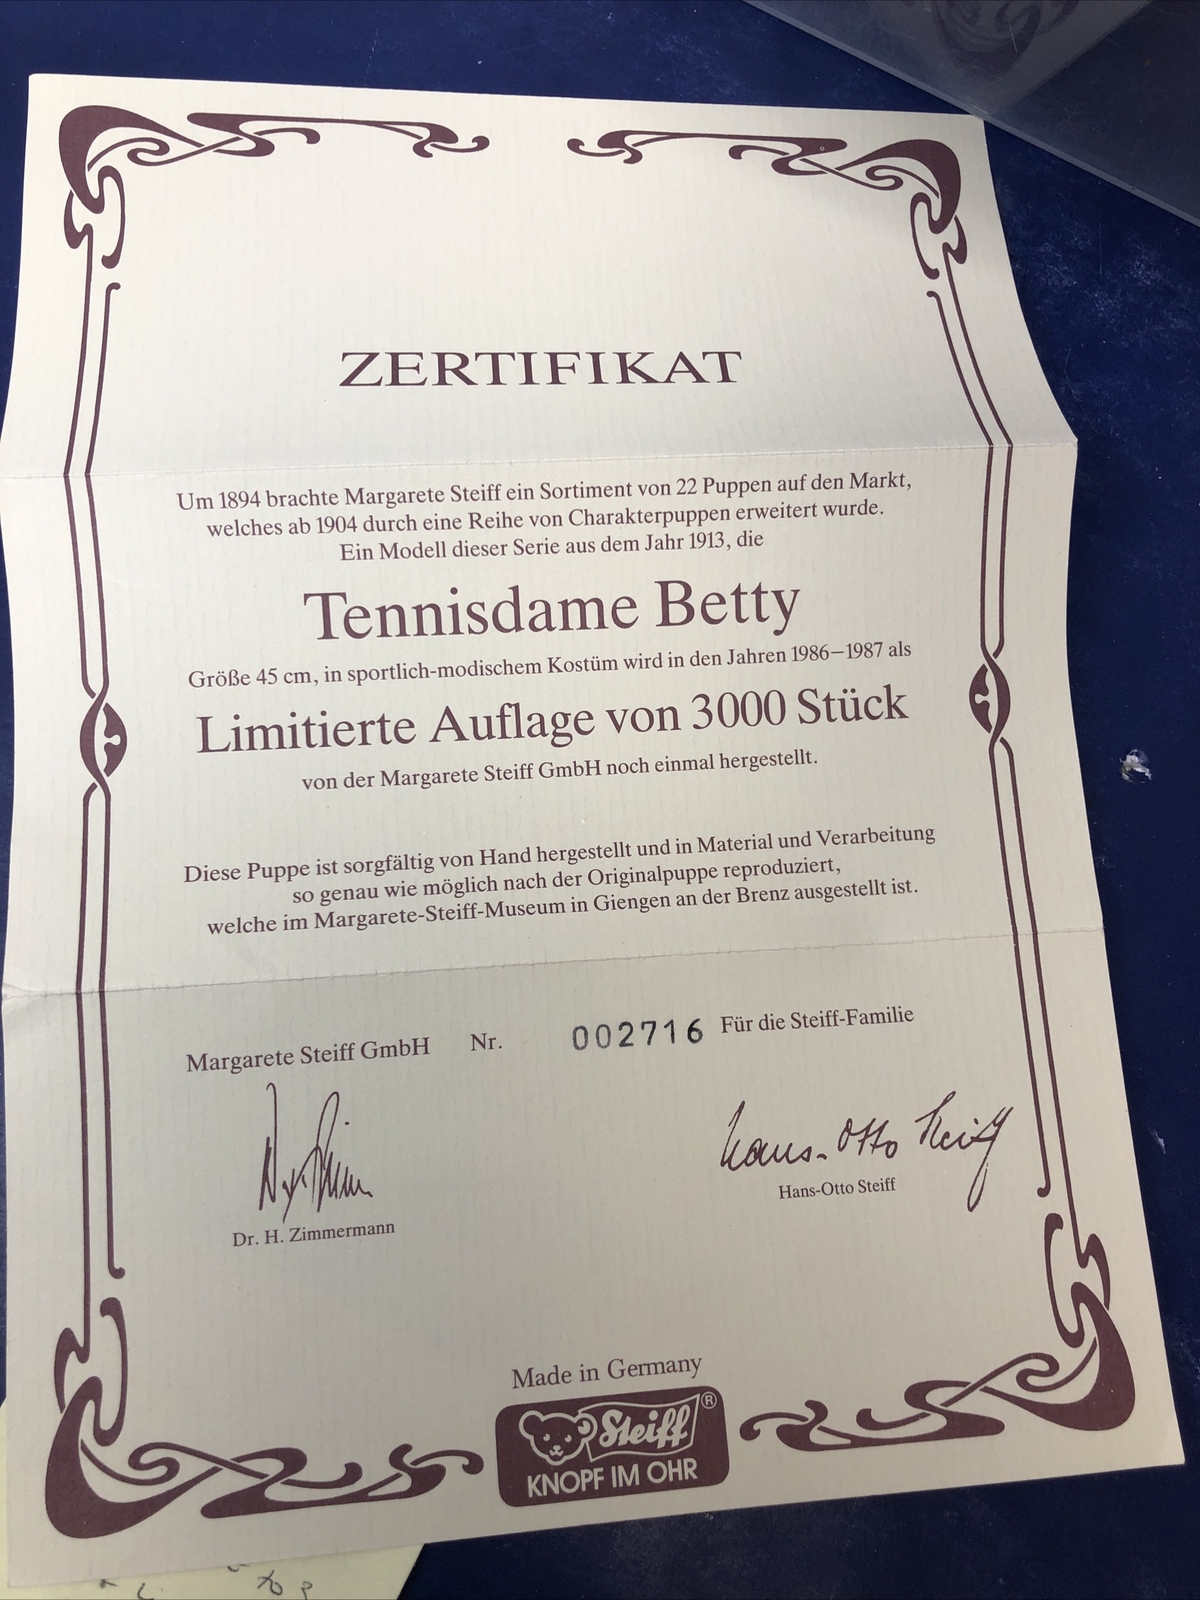 ZERTIFIKAT
Um 1894 brachte Margarete Steiff ein Sortiment von 22 Puppen auf den Markt,
welches ab 1904 durch eine Reihe von Charakterpuppen erweitert wurde.
Ein Modell dieser Serie aus dem Jahr 1913, die
Tennisdame Betty
Größe 45 cm, in sportlich-modischem Kostüm wird in den Jahren 1986–1987 als
Limitierte Auflage von 3000 Stück
von der Margarete Steiff GmbH noch einmal hergestellt.
Diese Puppe ist sorgfältig von Hand hergestellt und in Material und Verarbeitung
so genau wie möglich nach der Originalpuppe reproduziert,
welche im Margarete-Steiff-Museum in Giengen an der Brenz ausgestellt ist.
Margarete Steiff GmbH Nr. 002716 Für die Steiff-Familie
Hans-Otto Steiff
Hans-Otto Steiff
Dr. H. Zimmermann
Made in Germany
Steiff ®
KNOPF IM OHR